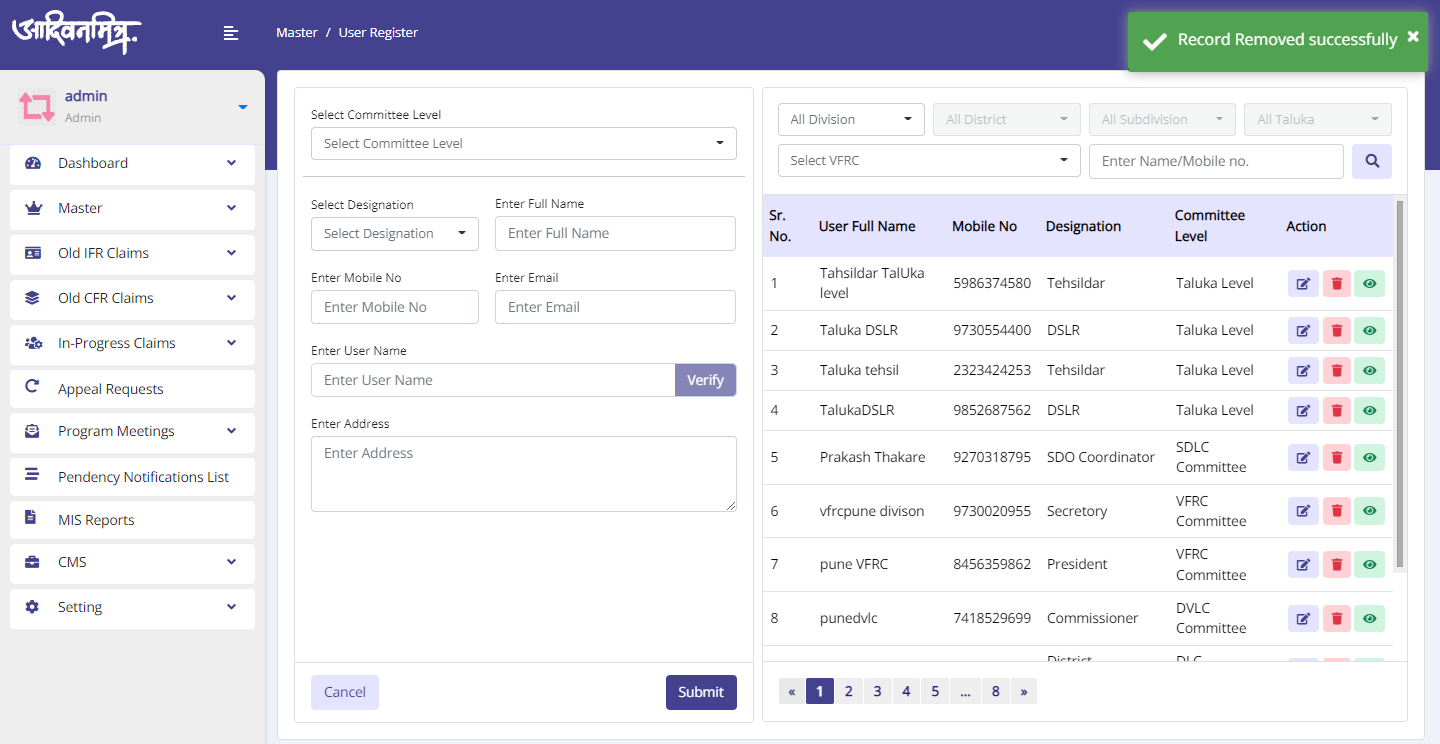 आदिवनमित्र.
Master / User Register
Record Removed successfully
admin
Admin
Dashboard
Master
Old IFR Claims
Old CFR Claims
In-Progress Claims
Appeal Requests
Program Meetings
Pendency Notifications List
MIS Reports
CMS
Setting
Select Committee Level
Select Committee Level
Select Designation
Enter Full Name
Select Designation
Enter Full Name
Enter Mobile No
Enter Email
Enter Mobile No
Enter Email
Enter User Name
Enter User Name
Verify
Enter Address
Enter Address
Cancel
Submit
All Division
All District
All Subdivision
All Taluka
Select VFRC
Enter Name/Mobile no.
Sr. No. User Full Name Mobile No Designation Committee Level Action
1 Tahsildar TalUka level 5986374580 Tehsildar Taluka Level
2 Taluka DSLR 9730554400 DSLR Taluka Level
3 Taluka tehsil 2323424253 Tehsildar Taluka Level
4 TalukaDSLR 9852687562 DSLR Taluka Level
5 Prakash Thakare 9270318795 SDO Coordinator SDLC Committee
6 vfrcpune divison 9730020955 Secretory VFRC Committee
7 pune VFRC 8456359862 President VFRC Committee
8 punedvlc 7418529699 Commissioner DVLC Committee
District DLC
« 1 2 3 4 5 ... 8 »